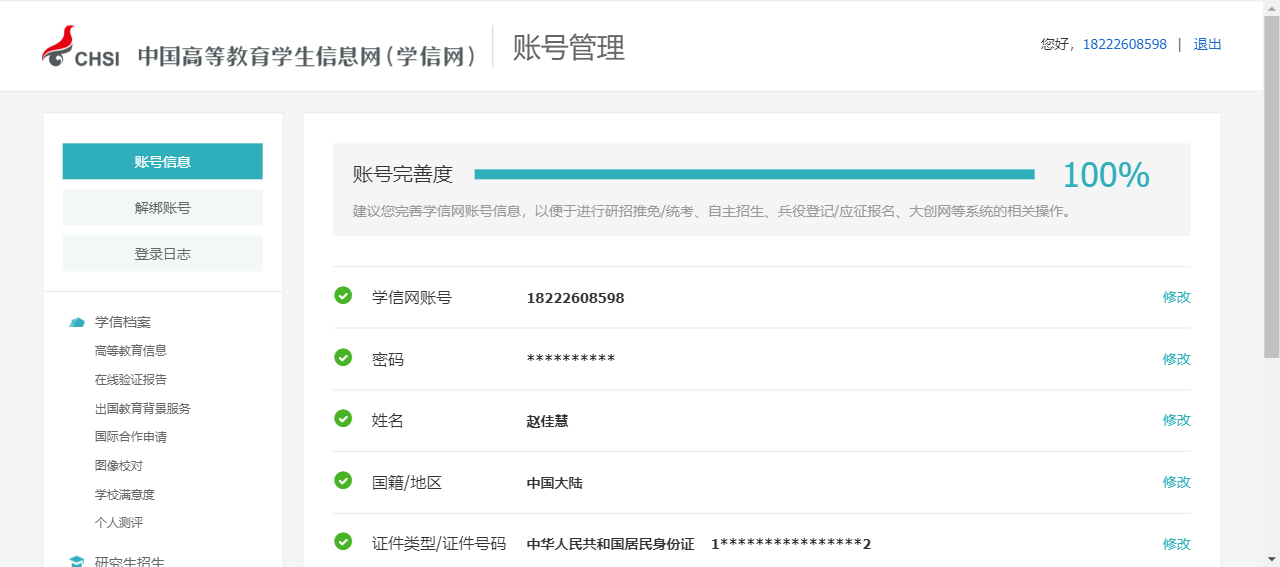 CHSI 中国高等教育学生信息网(学信网) 账号管理 您好，18222608598 | 退出
账号信息
解绑账号
登录日志
学信档案
高等教育信息
在线验证报告
出国教育背景服务
国际合作申请
图像校对
学校满意度
个人测评
研究生招生
账号完善度 100%
建议您完善学信网账号信息，以便于进行研招推免/统考、自主招生、兵役登记/应征报名、大创网等系统的相关操作。
学信网账号 18222608598 修改
密码 ********** 修改
姓名 赵佳慧 修改
国籍/地区 中国大陆 修改
证件类型/证件号码 中华人民共和国居民身份证 1****************2 修改